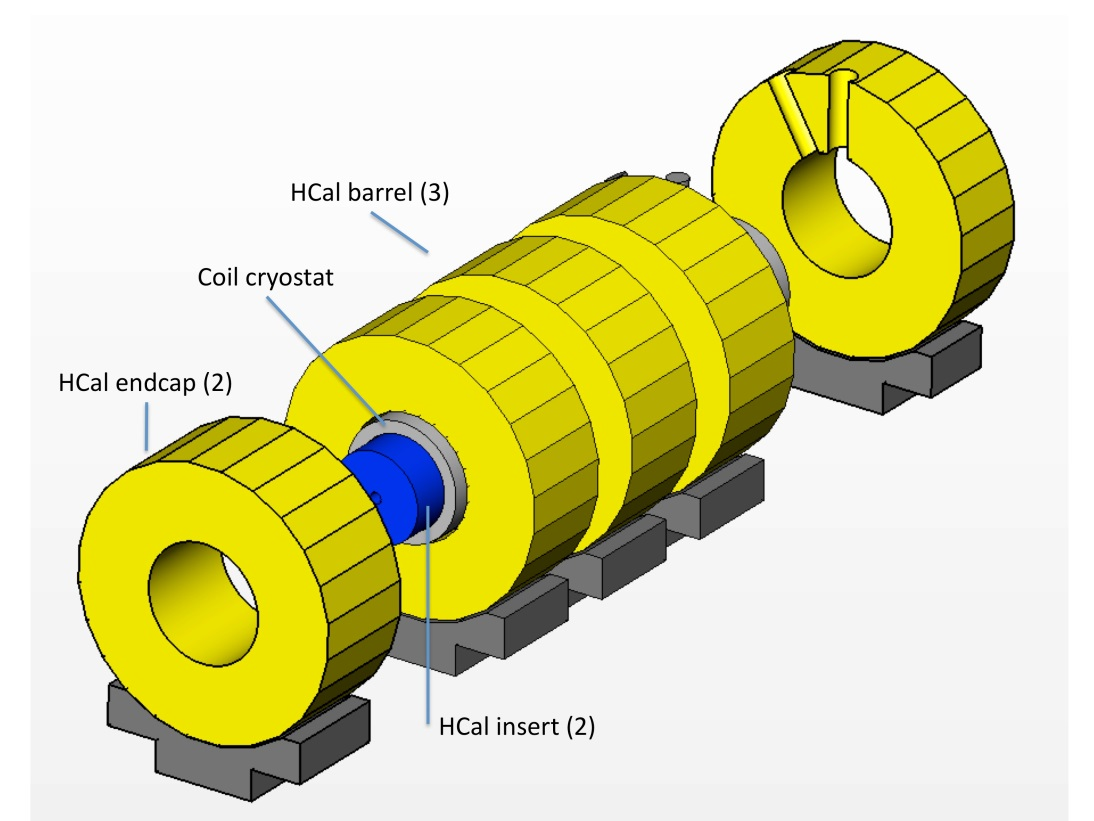 HCal barrel (3)
Coil cryostat
HCal endcap (2)
HCal insert (2)